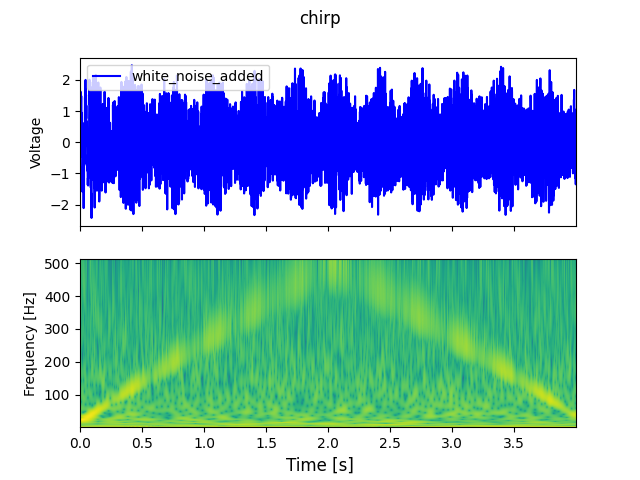 chirp
white_noise_added
Voltage
2
1
0
−1
−2
Frequency [Hz]
500
400
300
200
100
0.0 0.5 1.0 1.5 2.0 2.5 3.0 3.5
Time [s]